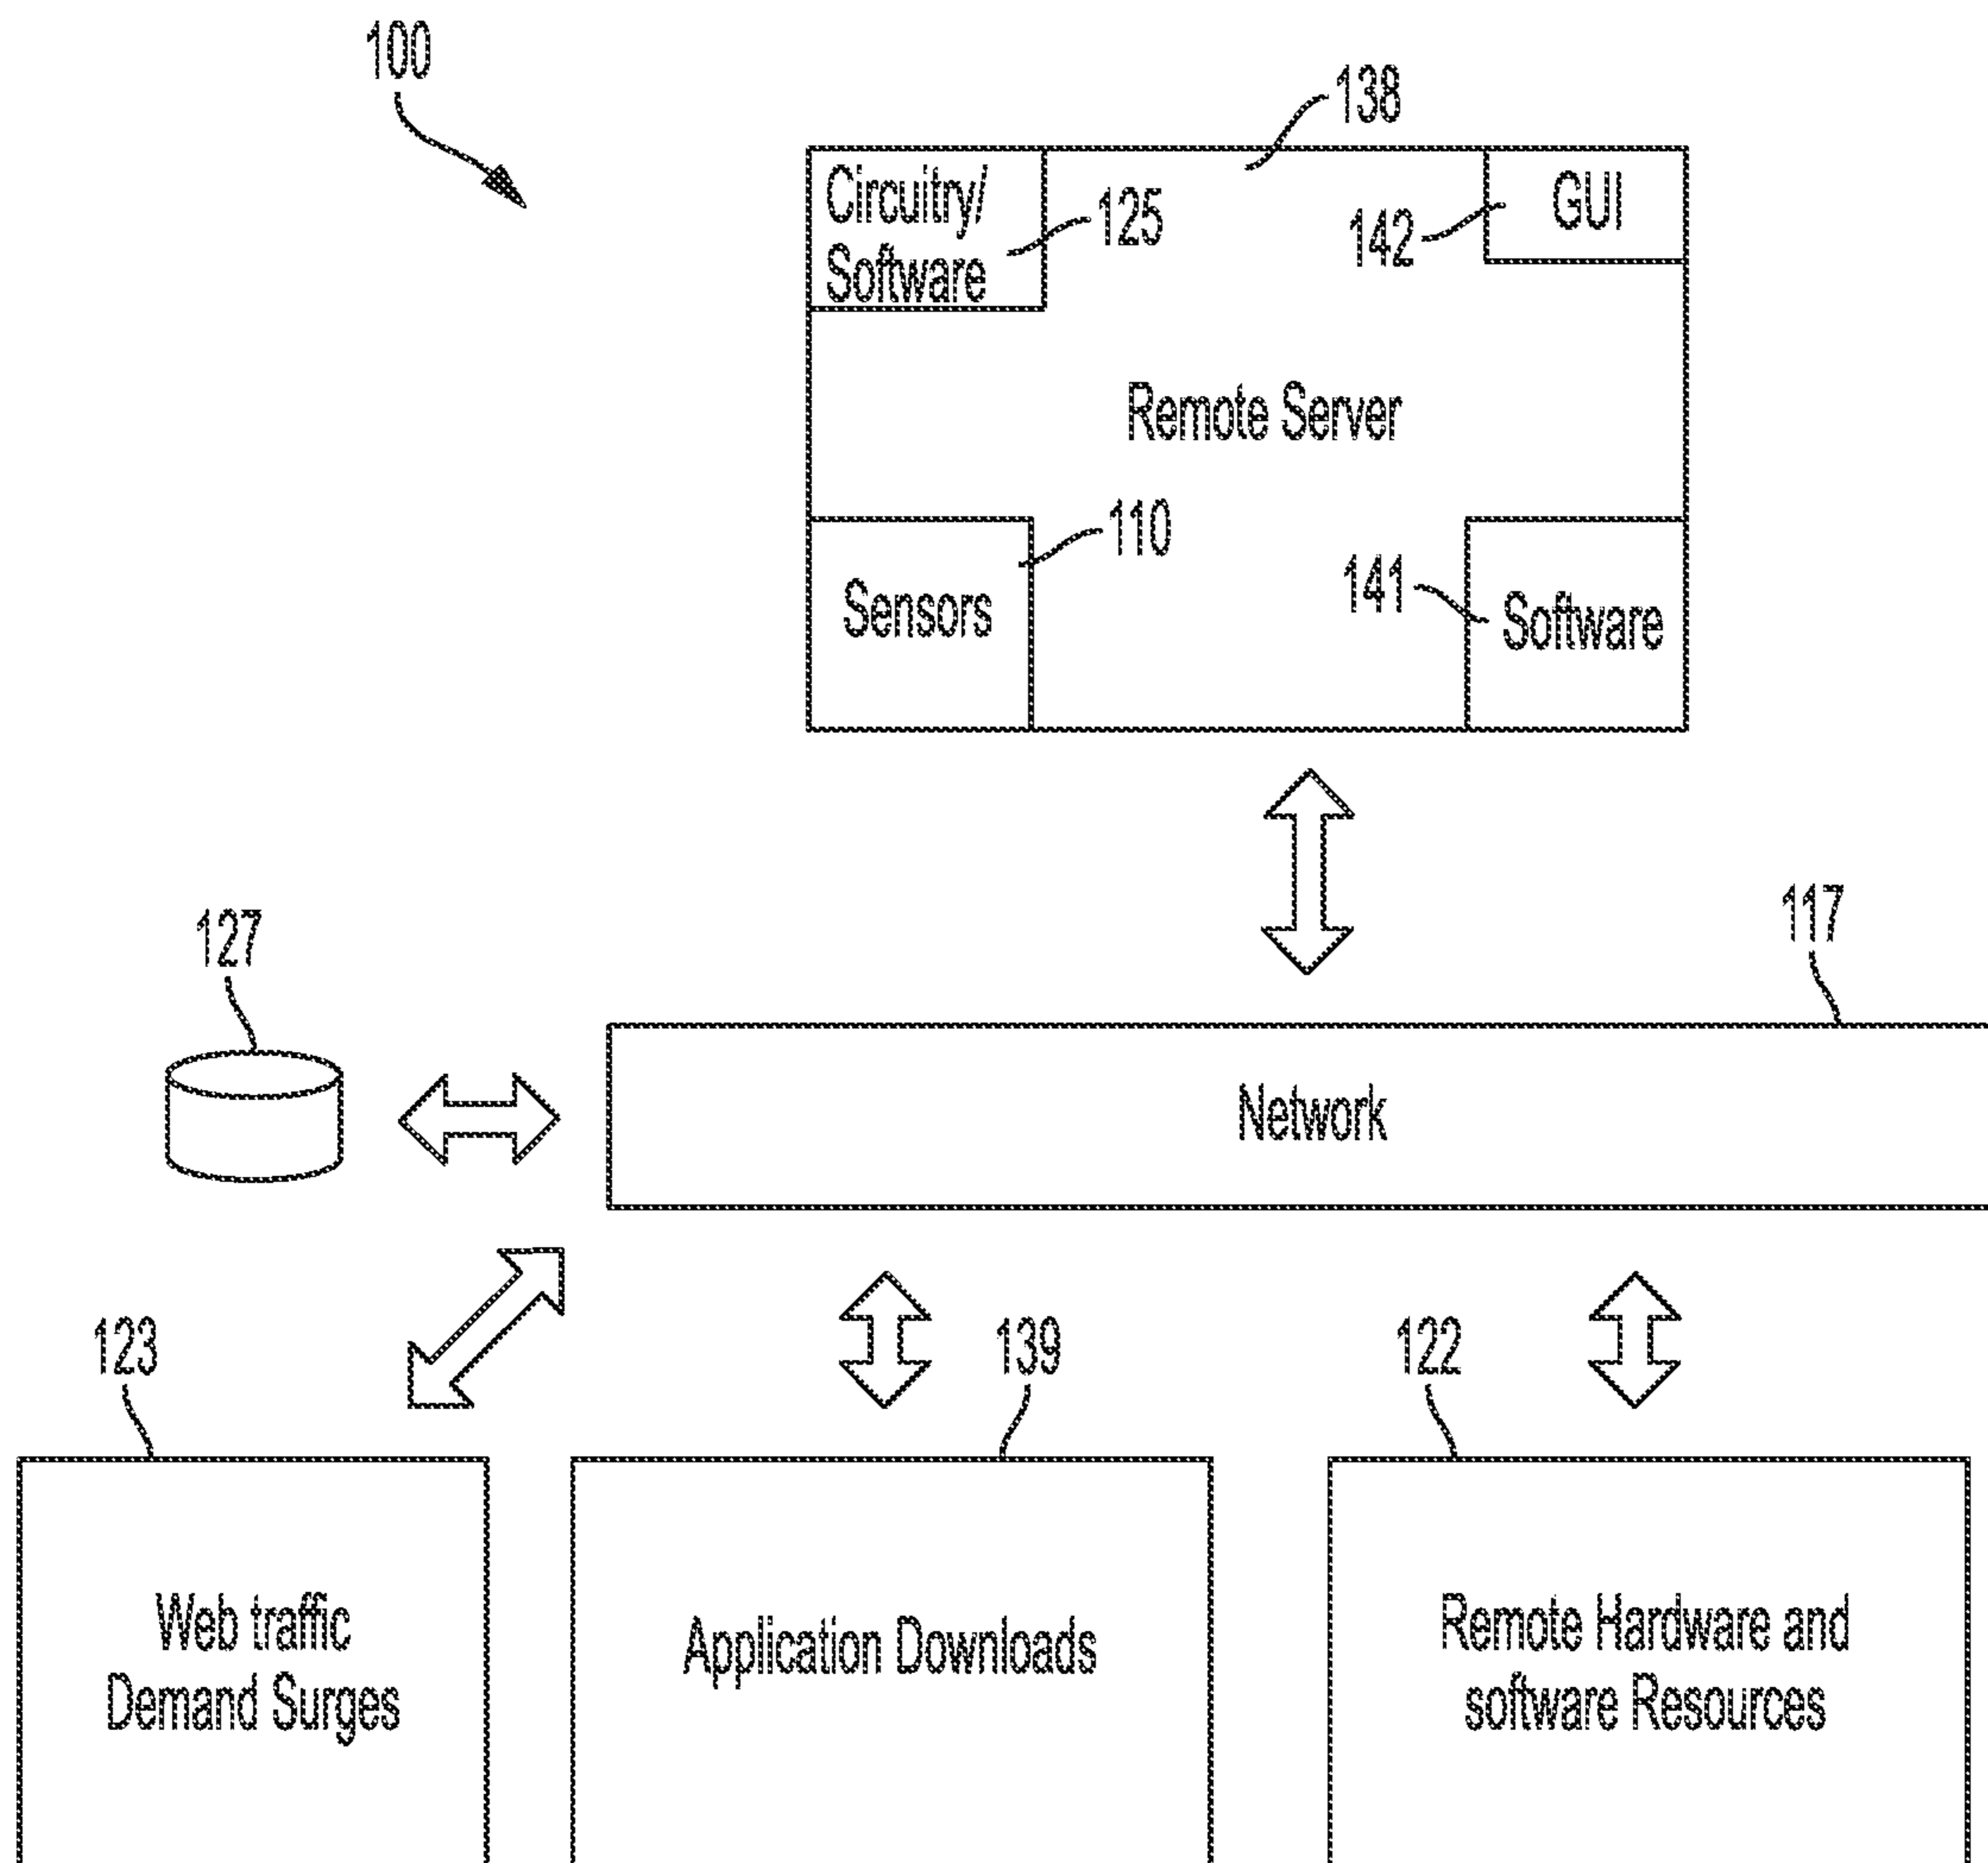 100
138
Circuitry/
Software
125
142
GUI
Remote Server
110
Sensors
141
Software
127
117
Network
123
139
122
Web traffic
Demand Surges
Application Downloads
Remote Hardware and
software Resources